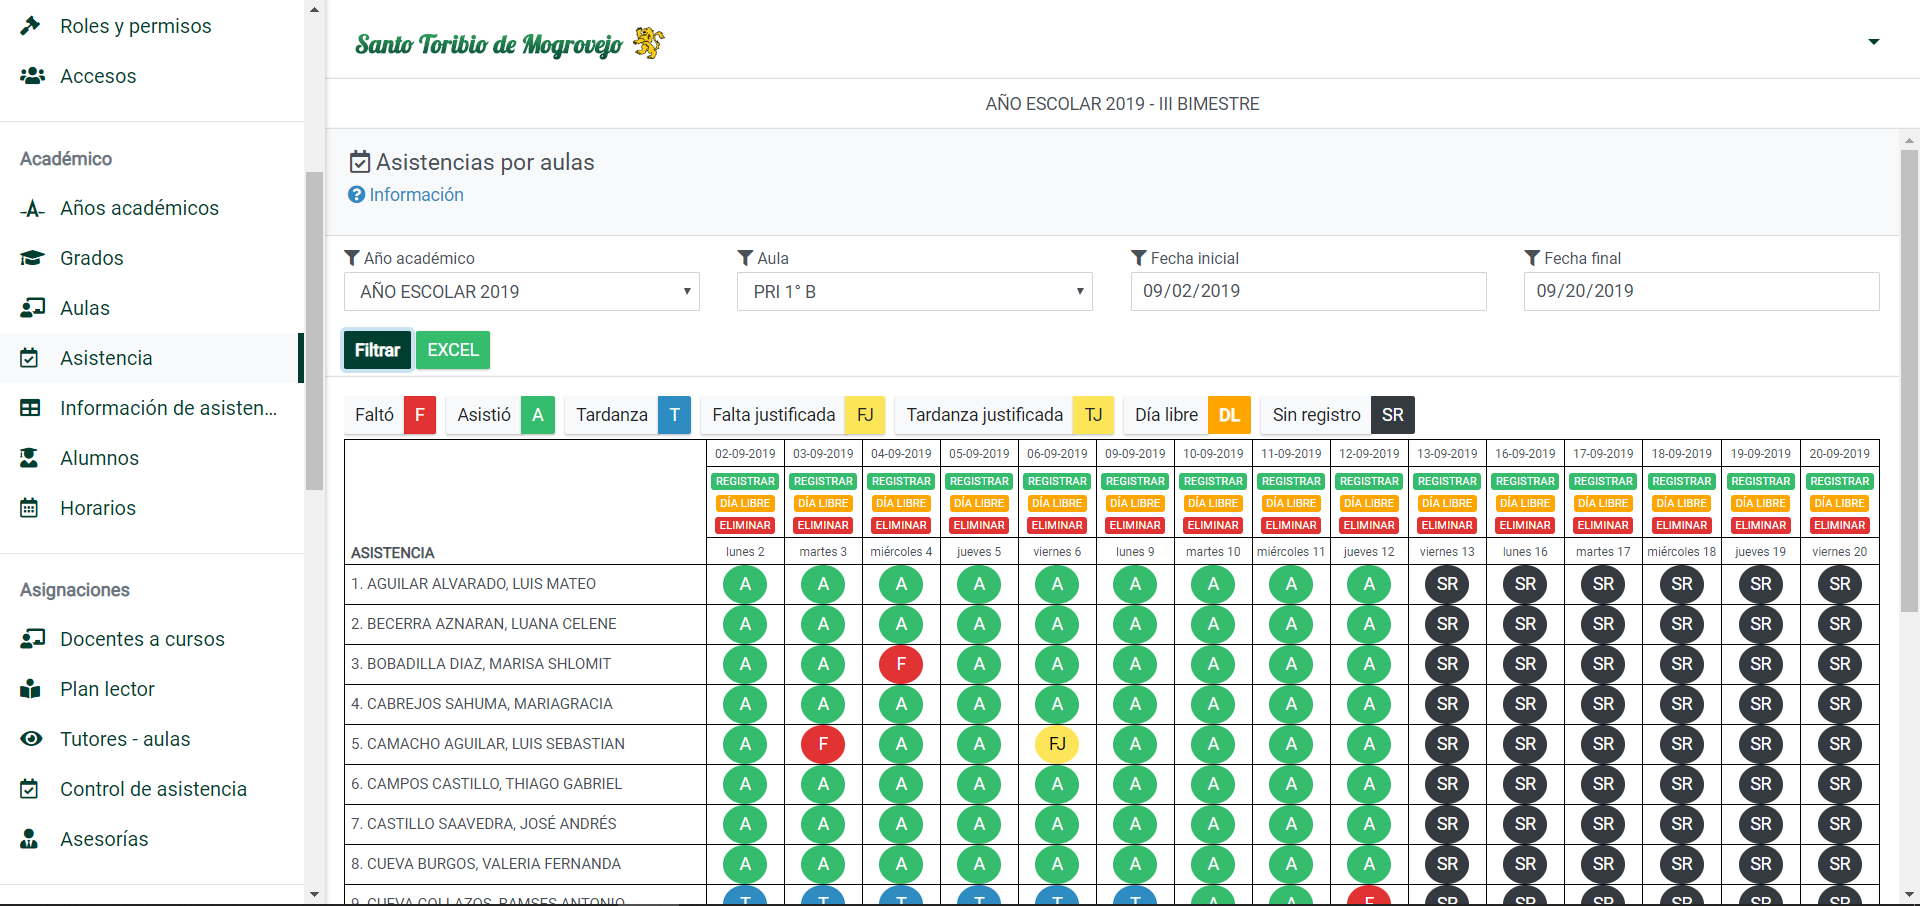 Roles y permisos
Accesos
Académico
Años académicos
Grados
Aulas
Asistencia
Información de asisten...
Alumnos
Horarios
Asignaciones
Docentes a cursos
Plan lector
Tutores - aulas
Control de asistencia
Asesorías
Santo Toribio de Mogrovejo
AÑO ESCOLAR 2019 - III BIMESTRE
Asistencias por aulas
Información
Año académico Aula Fecha inicial Fecha final
AÑO ESCOLAR 2019 PRI 1° B 09/02/2019 09/20/2019
Filtrar EXCEL
Faltó F Asistió A Tardanza T Falta justificada FJ Tardanza justificada TJ Día libre DL Sin registro SR
02-09-2019 03-09-2019 04-09-2019 05-09-2019 06-09-2019 09-09-2019 10-09-2019 11-09-2019 12-09-2019 13-09-2019 16-09-2019 17-09-2019 18-09-2019 19-09-2019 20-09-2019
REGISTRAR REGISTRAR REGISTRAR REGISTRAR REGISTRAR REGISTRAR REGISTRAR REGISTRAR REGISTRAR REGISTRAR REGISTRAR REGISTRAR REGISTRAR REGISTRAR REGISTRAR
DÍA LIBRE DÍA LIBRE DÍA LIBRE DÍA LIBRE DÍA LIBRE DÍA LIBRE DÍA LIBRE DÍA LIBRE DÍA LIBRE DÍA LIBRE DÍA LIBRE DÍA LIBRE DÍA LIBRE DÍA LIBRE DÍA LIBRE
ELIMINAR ELIMINAR ELIMINAR ELIMINAR ELIMINAR ELIMINAR ELIMINAR ELIMINAR ELIMINAR ELIMINAR ELIMINAR ELIMINAR ELIMINAR ELIMINAR ELIMINAR
ASISTENCIA lunes 2 martes 3 miércoles 4 jueves 5 viernes 6 lunes 9 martes 10 miércoles 11 jueves 12 viernes 13 lunes 16 martes 17 miércoles 18 jueves 19 viernes 20
1. AGUILAR ALVARADO, LUIS MATEO A A A A A A A A A SR SR SR SR SR SR
2. BECERRA AZNARAN, LUANA CELENE A A A A A A A A A SR SR SR SR SR SR
3. BOBADILLA DIAZ, MARISA SHLOMIT A A F A A A A A A SR SR SR SR SR SR
4. CABREJOS SAHUMA, MARIAGRACIA A A A A A A A A A SR SR SR SR SR SR
5. CAMACHO AGUILAR, LUIS SEBASTIAN A F A A FJ A A A A SR SR SR SR SR SR
6. CAMPOS CASTILLO, THIAGO GABRIEL A A A A A A A A A SR SR SR SR SR SR
7. CASTILLO SAAVEDRA, JOSÉ ANDRÉS A A A A A A A A A SR SR SR SR SR SR
8. CUEVA BURGOS, VALERIA FERNANDA A A A A A A A A A SR SR SR SR SR SR
9. CUEVA COLLAZOS, RAMSES ANTONIO T T T T T T A A F SR SR SR SR SR SR